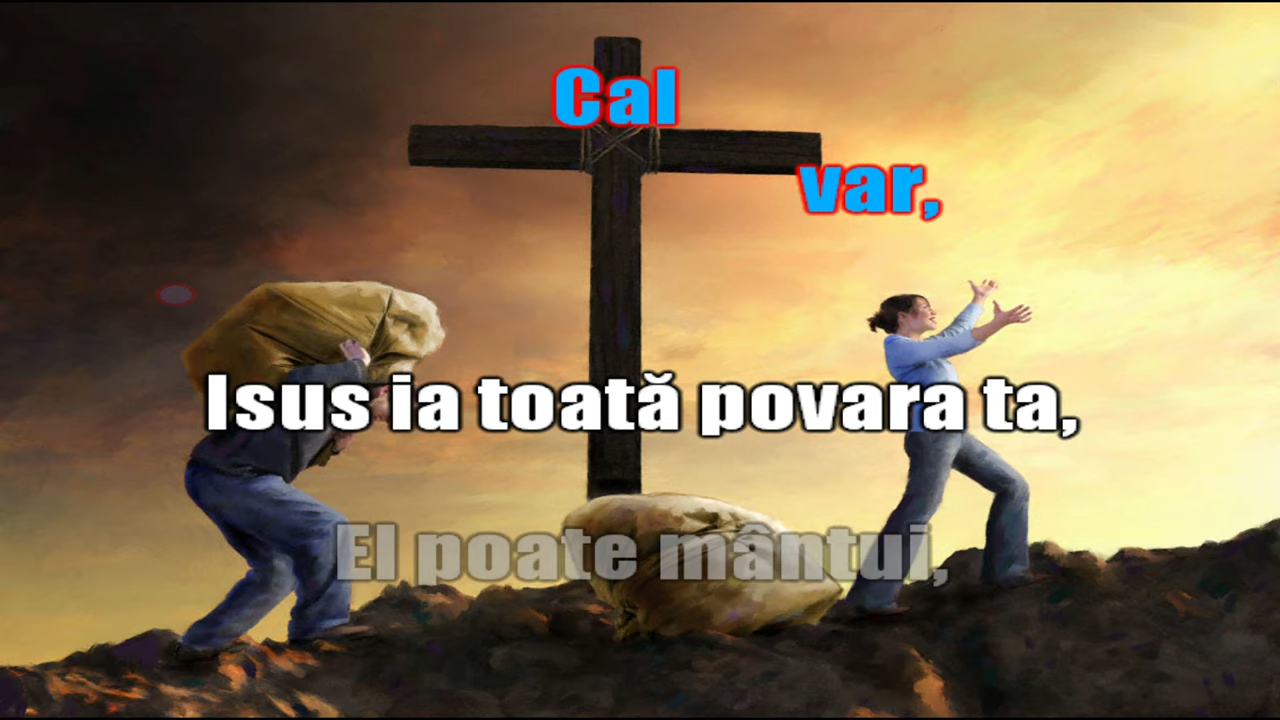 Cal
var,
Isus ia toată povara ta,
El poate mântui,